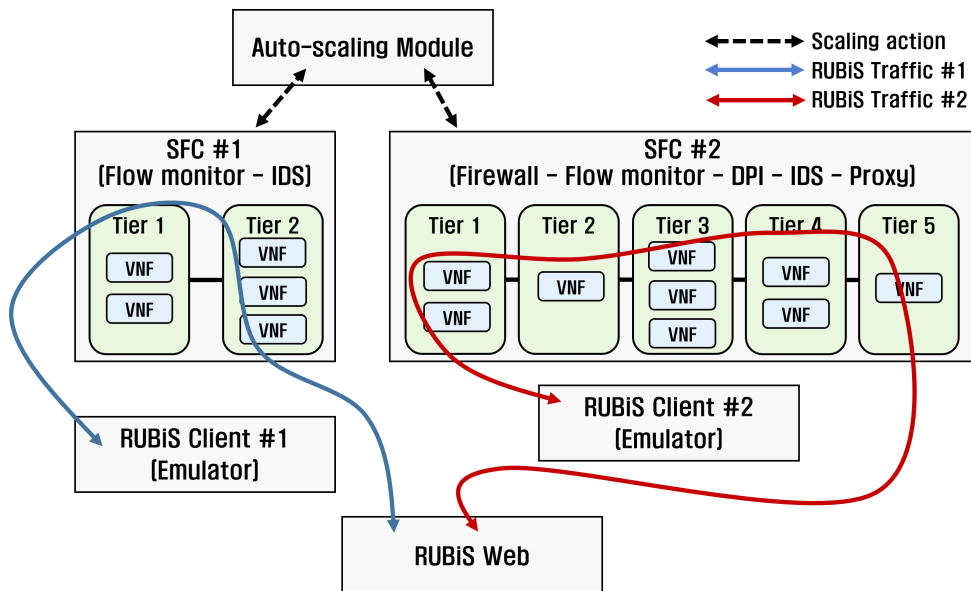 Auto-scaling Module
Scaling action
RUBiS Traffic #1
RUBiS Traffic #2
SFC #1
(Flow monitor - IDS)
Tier 1
VNF
VNF
Tier 2
VNF
VNF
VNF
SFC #2
(Firewall - Flow monitor - DPI - IDS - Proxy)
Tier 1
VNF
VNF
Tier 2
VNF
Tier 3
VNF
VNF
VNF
Tier 4
VNF
VNF
Tier 5
VNF
RUBiS Client #1
(Emulator)
RUBiS Client #2
(Emulator)
RUBiS Web